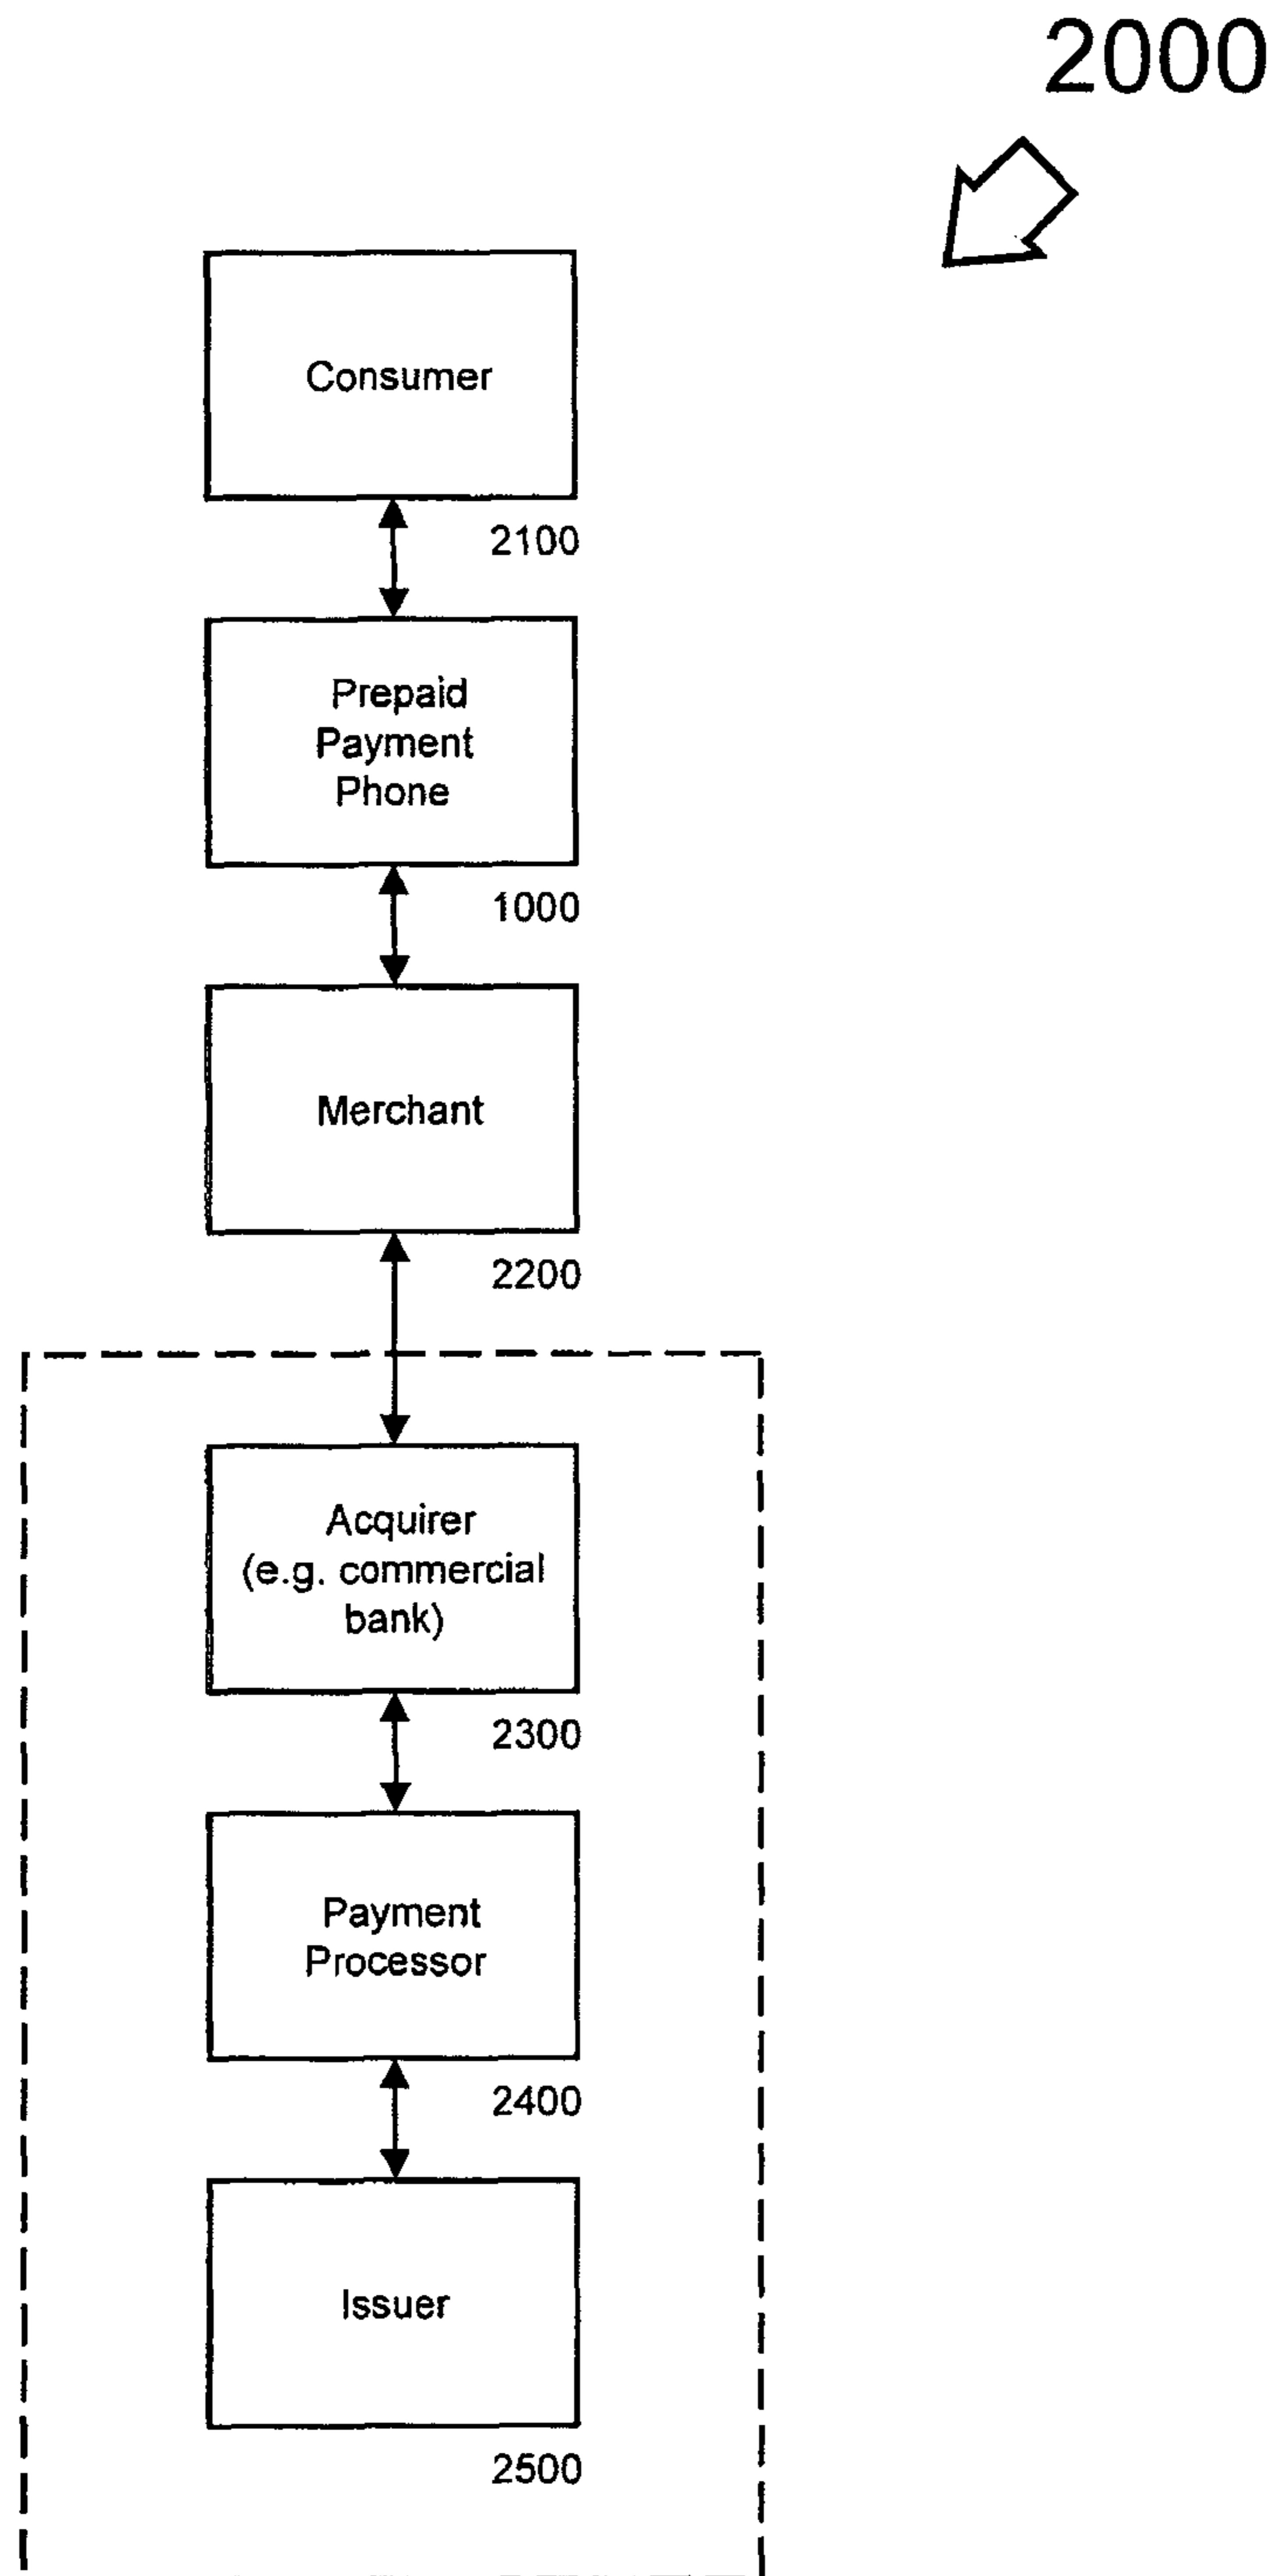 2000
Consumer
2100
Prepaid
Payment
Phone
1000
Merchant
2200
Acquirer
(e.g. commercial
bank)
2300
Payment
Processor
2400
Issuer
2500